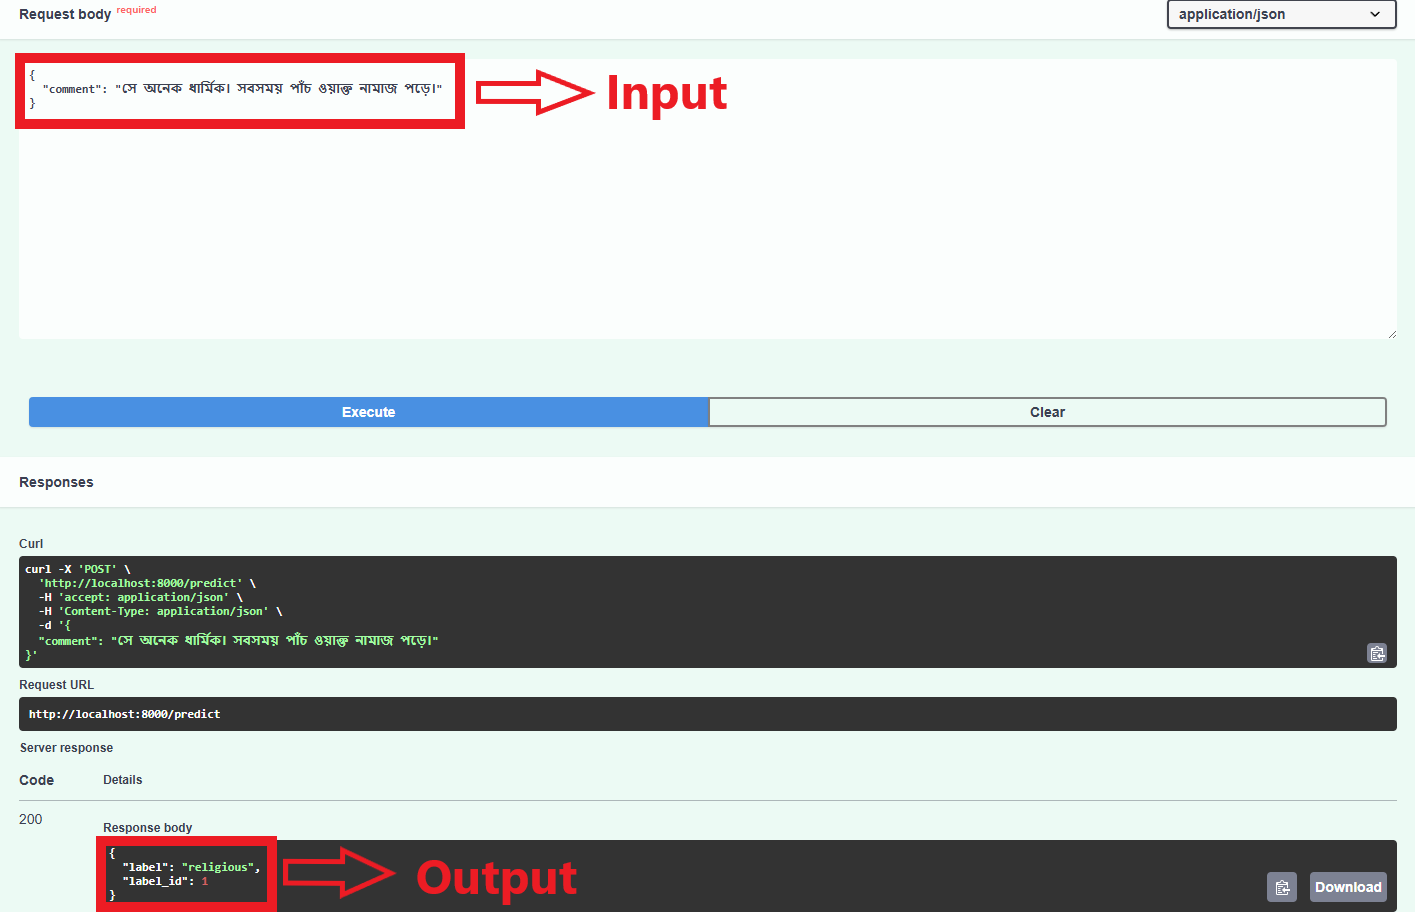 Request body required
application/json
{
"comment": "সে অনেক ধার্মিক। সবসময় পাঁচ ওয়াক্ত নামাজ পড়ে।"
}
Input
Execute
Clear
Responses
Curl
curl -X 'POST' \
'http://localhost:8000/predict' \
-H 'accept: application/json' \
-H 'Content-Type: application/json' \
-d '{
"comment": "সে অনেক ধার্মিক। সবসময় পাঁচ ওয়াক্ত নামাজ পড়ে।"
}'
Request URL
http://localhost:8000/predict
Server response
Code Details
200
Response body
{
"label": "religious",
"label_id": 1
}
Output
Download